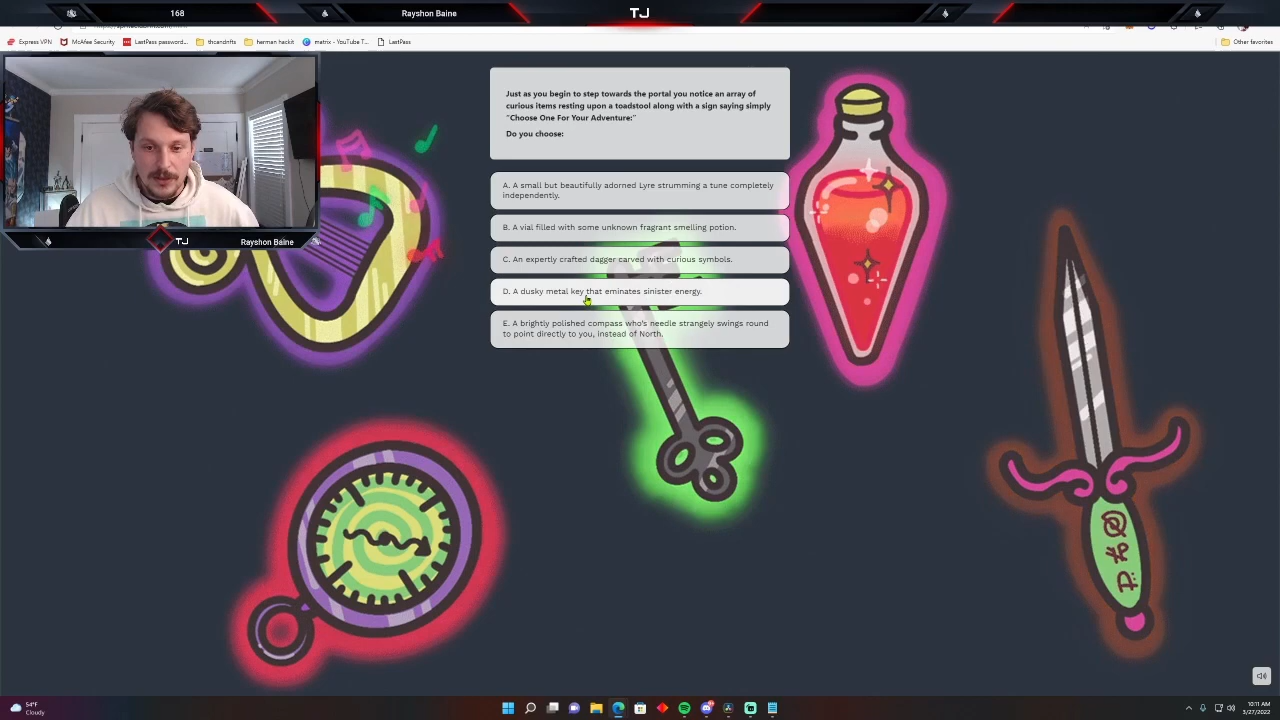 168
Rayshon Baine
TJ
Express VPN
McAfee Security
LastPass password...
thcandnfts
herman hackit
matrix - YouTube T...
LastPass
Other favorites
Just as you begin to step towards the portal you notice an array of
curious items resting upon a toadstool along with a sign saying simply
"Choose One For Your Adventure:"
Do you choose:
A. A small but beautifully adorned Lyre strumming a tune completely
independently.
B. A vial filled with some unknown fragrant smelling potion.
C. An expertly crafted dagger carved with curious symbols.
D. A dusky metal key that eminates sinister energy.
E. A brightly polished compass who's needle strangely swings round
to point directly to you, instead of North.
TJ
Rayshon Baine
54°F
Cloudy
10:11 AM
3/27/2022